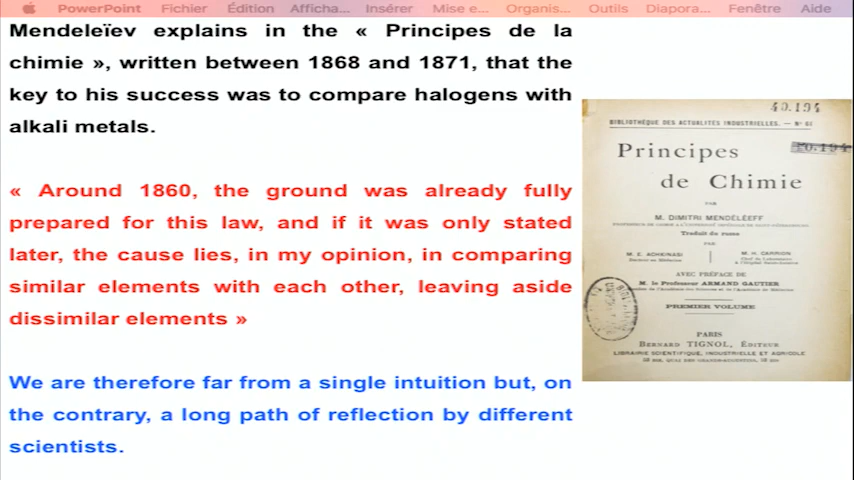 PowerPoint Fichier Édition Afficha... Insérer Mise e... Organis... Outils Diapora... Fenêtre Aide
Mendeleïev explains in the « Principes de la
chimie », written between 1868 and 1871, that the
key to his success was to compare halogens with
alkali metals.
« Around 1860, the ground was already fully
prepared for this law, and if it was only stated
later, the cause lies, in my opinion, in comparing
similar elements with each other, leaving aside
dissimilar elements »
We are therefore far from a single intuition but, on
the contrary, a long path of reflection by different
scientists.
40.194
BIBLIOTHÈQUE DES ACTUALITÉS INDUSTRIELLES. — N°
40.194
Principes
de Chimie
PAR
M. DIMITRI MENDÉLÉEFF
Traduit du russe
PAR
M. E. ACHKINASI
M. H. CARRION
AVEC PRÉFACE DE
M. le Professeur ARMAND GAUTIER
PREMIER VOLUME
PARIS
BERNARD TIGNOL, ÉDITEUR
LIBRAIRIE SCIENTIFIQUE, INDUSTRIELLE ET AGRICOLE